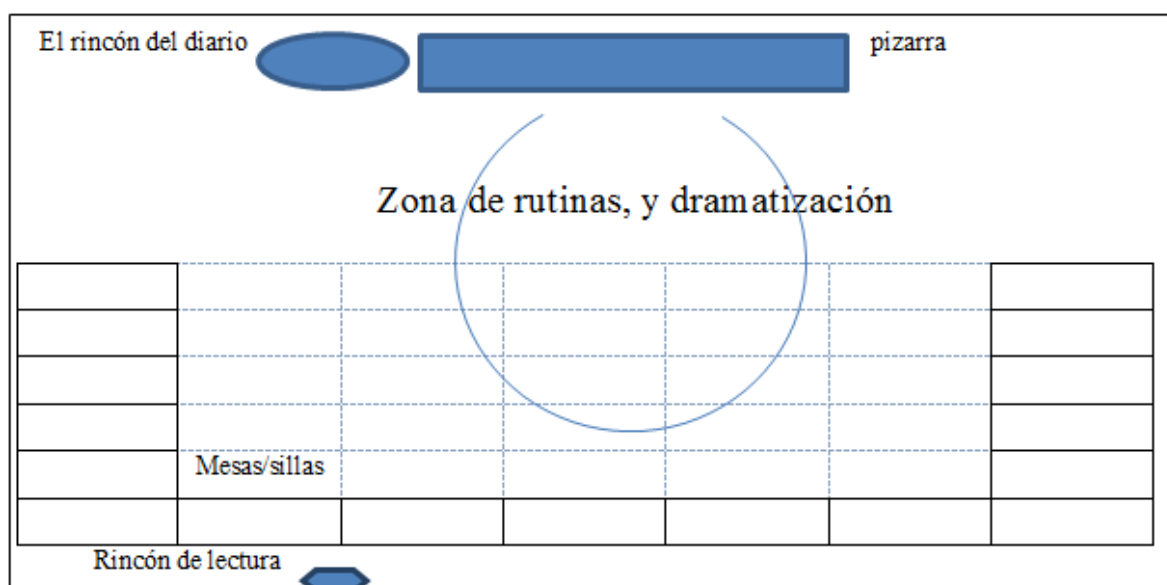 El rincón del diario
pizarra
Zona de rutinas, y dramatización
Mesas/sillas
Rincón de lectura